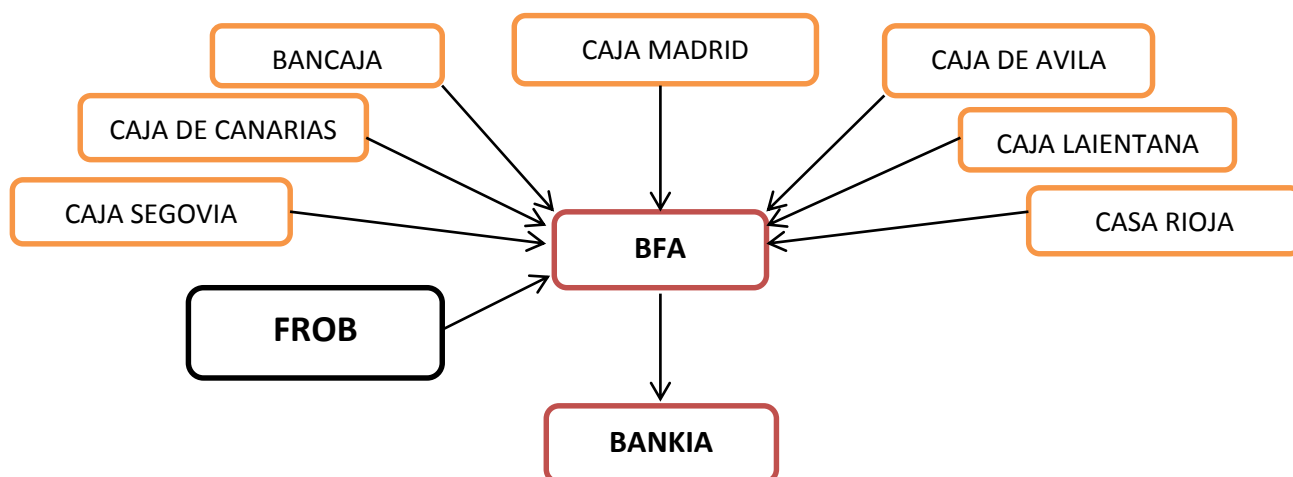 CAJA MADRID
BANCAJA
CAJA DE AVILA
CAJA DE CANARIAS
CAJA LAIENTANA
CAJA SEGOVIA
CASA RIOJA
BFA
FROB
BANKIA